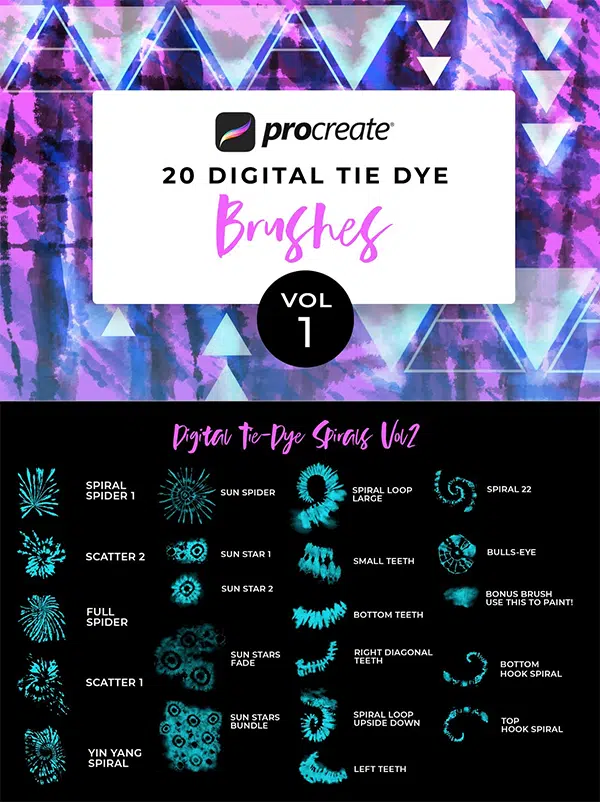 procreate®
20 DIGITAL TIE DYE
Brushes
VOL
1
Digital Tie-Dye Spirals Vol2
SPIRAL
SPIDER 1
SCATTER 2
FULL
SPIDER
SCATTER 1
YIN YANG
SPIRAL
SUN SPIDER
SUN STAR 1
SUN STAR 2
SUN STARS
FADE
SUN STARS
BUNDLE
SPIRAL LOOP
LARGE
SMALL TEETH
BOTTOM TEETH
RIGHT DIAGONAL
TEETH
SPIRAL LOOP
UPSIDE DOWN
LEFT TEETH
SPIRAL 22
BULLS-EYE
BONUS BRUSH
USE THIS TO PAINT!
BOTTOM
HOOK SPIRAL
TOP
HOOK SPIRAL